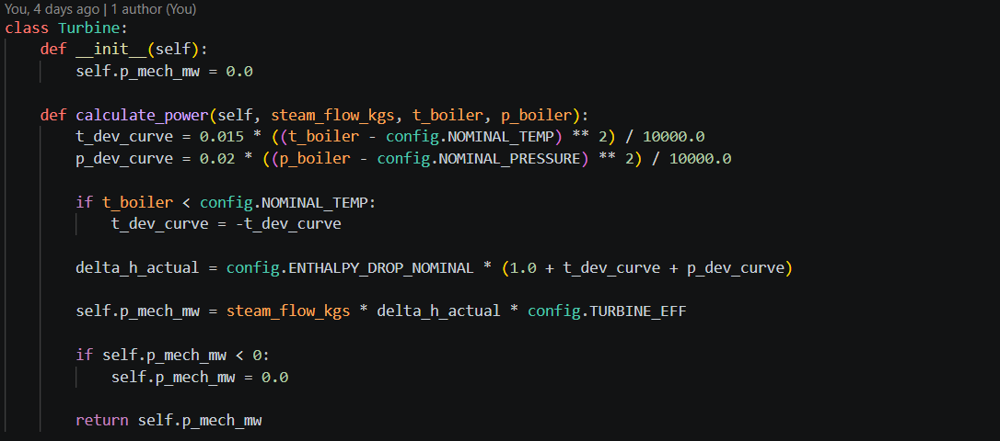 You, 4 days ago | 1 author (You)
class Turbine:
    def __init__(self):
        self.p_mech_mw = 0.0

    def calculate_power(self, steam_flow_kgs, t_boiler, p_boiler):
        t_dev_curve = 0.015 * ((t_boiler - config.NOMINAL_TEMP) ** 2) / 10000.0
        p_dev_curve = 0.02 * ((p_boiler - config.NOMINAL_PRESSURE) ** 2) / 10000.0

        if t_boiler < config.NOMINAL_TEMP:
            t_dev_curve = -t_dev_curve

        delta_h_actual = config.ENTHALPY_DROP_NOMINAL * (1.0 + t_dev_curve + p_dev_curve)

        self.p_mech_mw = steam_flow_kgs * delta_h_actual * config.TURBINE_EFF

        if self.p_mech_mw < 0:
            self.p_mech_mw = 0.0

        return self.p_mech_mw